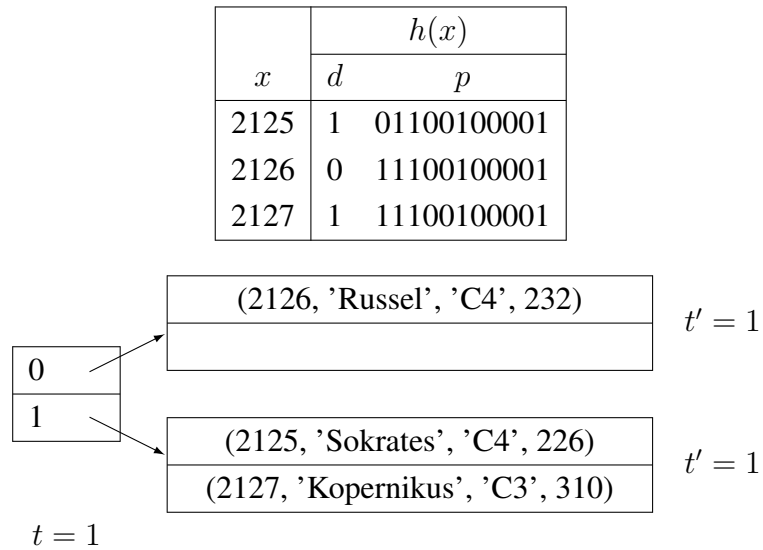 h(x)
x d p
2125 1 01100100001
2126 0 11100100001
2127 1 11100100001
(2126, 'Russel', 'C4', 232)
t′ = 1
0
1
(2125, 'Sokrates', 'C4', 226)
(2127, 'Kopernikus', 'C3', 310)
t′ = 1
t = 1